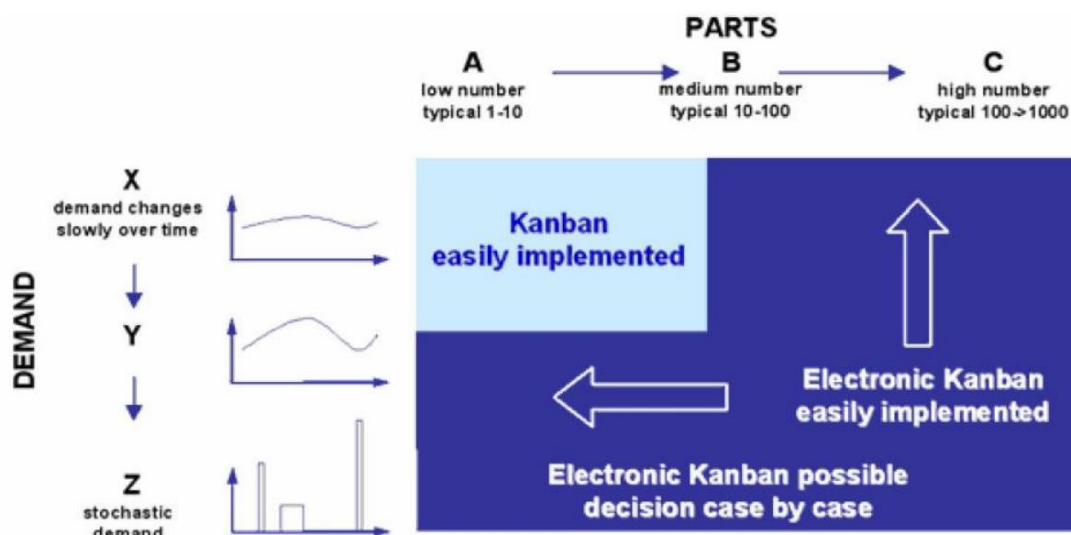 PARTS
A
low number
typical 1-10
B
medium number
typical 10-100
C
high number
typical 100->1000
DEMAND
X
demand changes
slowly over time
Y
Z
stochastic
demand
Kanban
easily implemented
Electronic Kanban
easily implemented
Electronic Kanban possible
decision case by case